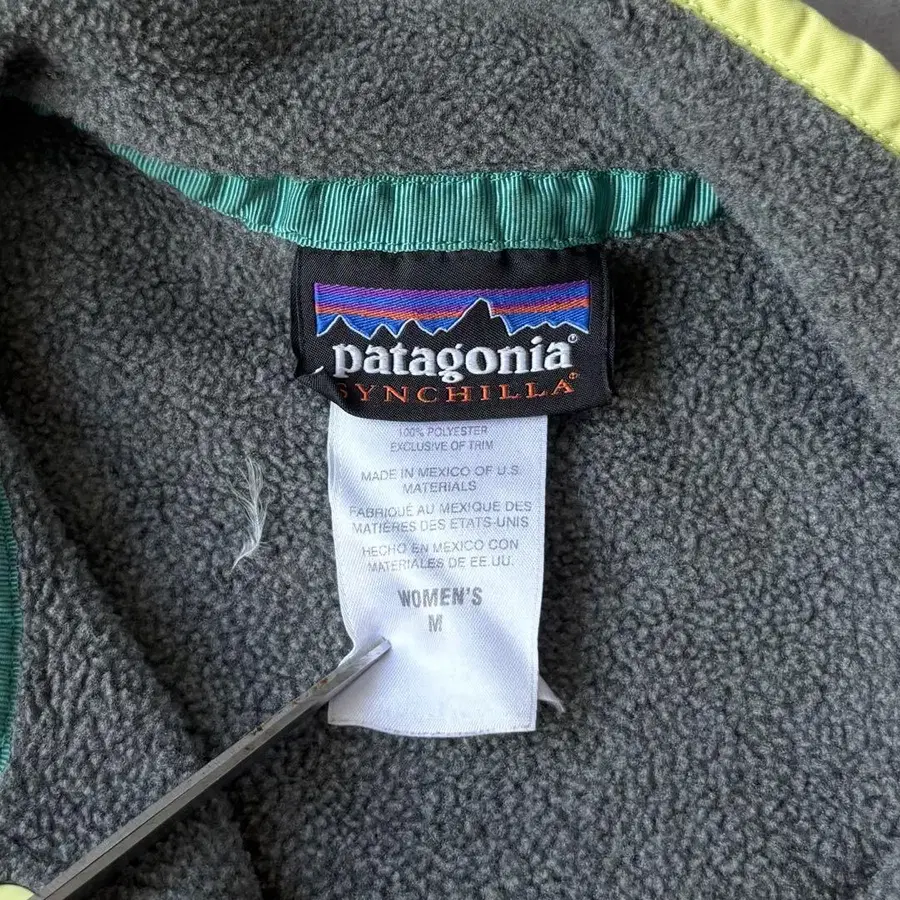 patagonia®
SYNCHILLA®
100% POLYESTER
EXCLUSIVE OF TRIM
MADE IN MEXICO OF U.S.
MATERIALS
FABRIQUÉ AU MEXIQUE DES
MATIÈRES DES ÉTATS-UNIS
HECHO EN MEXICO CON
MATERIALES DE EE.UU.
WOMEN'S
M